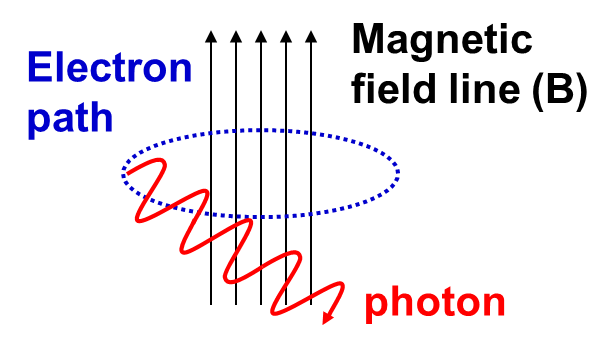 Electron
path
Magnetic
field line (B)
photon